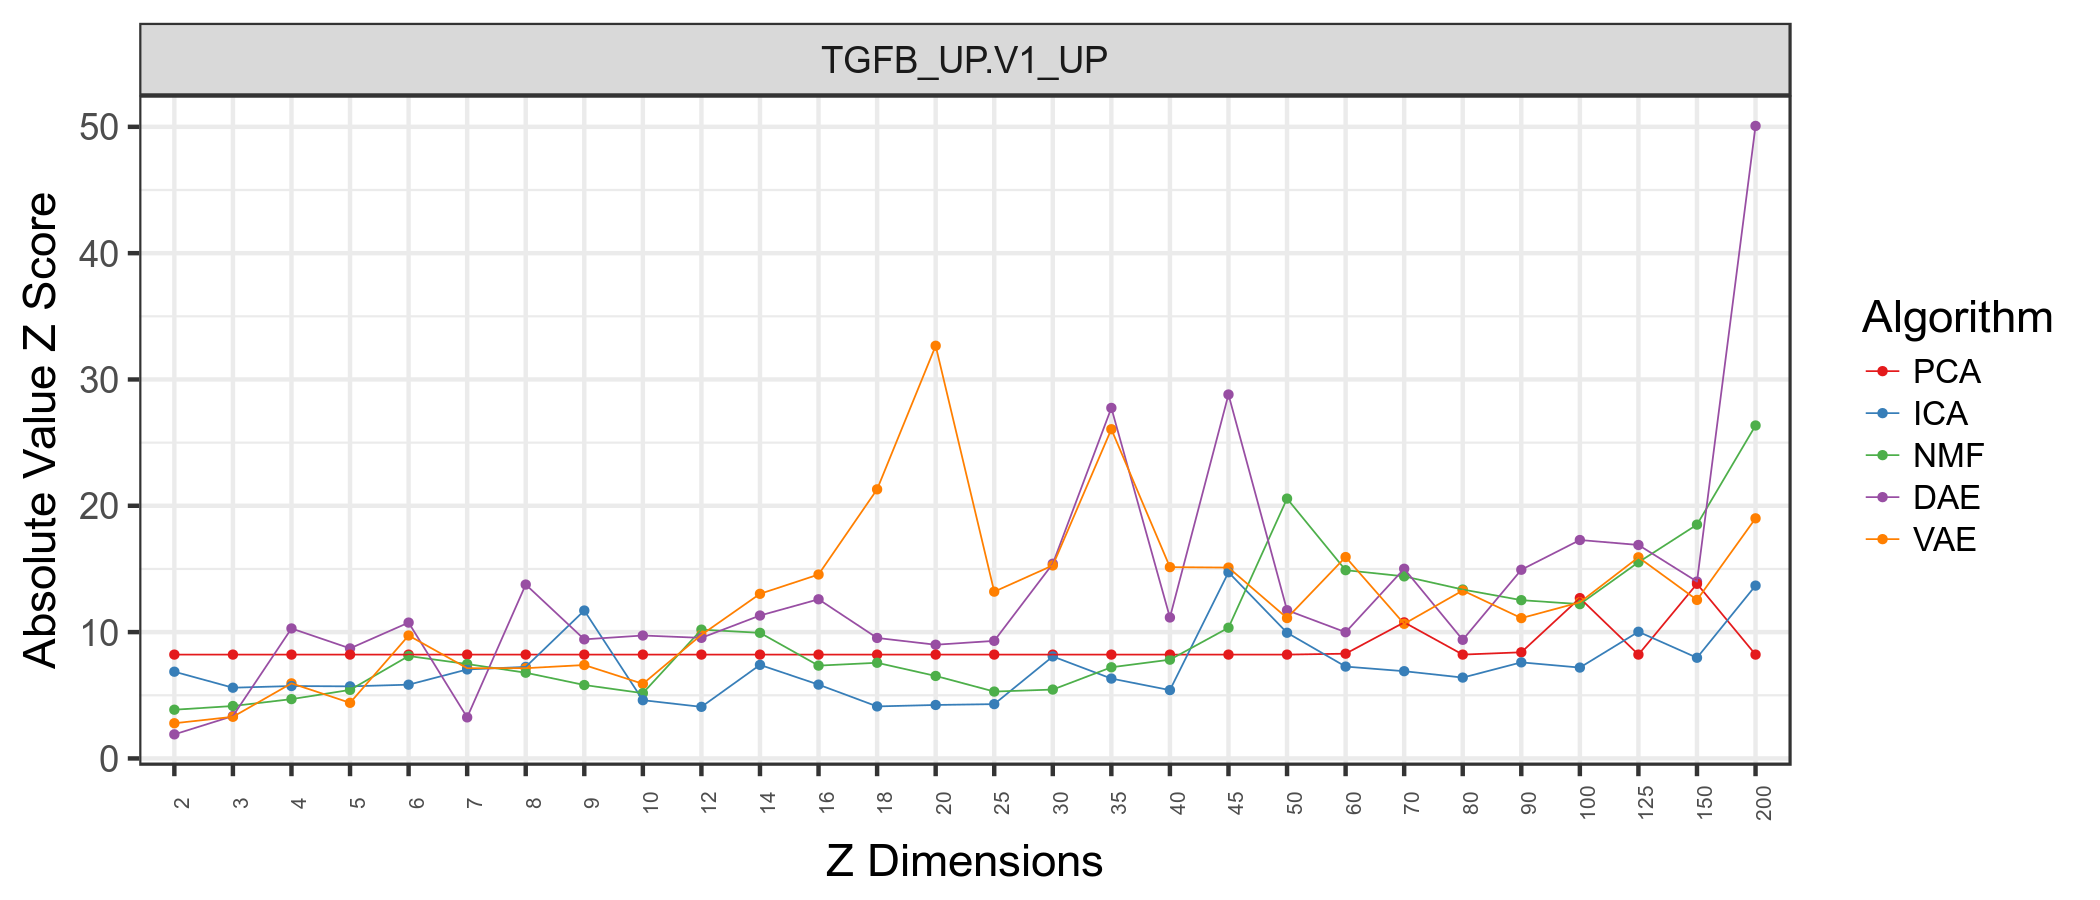 TGFB_UP.V1_UP
Absolute Value Z Score
50
40
30
20
10
0
2 3 4 5 6 7 8 9 10 12 14 16 18 20 25 30 35 40 45 50 60 70 80 90 100 125 150 200
Z Dimensions
Algorithm
PCA
ICA
NMF
DAE
VAE